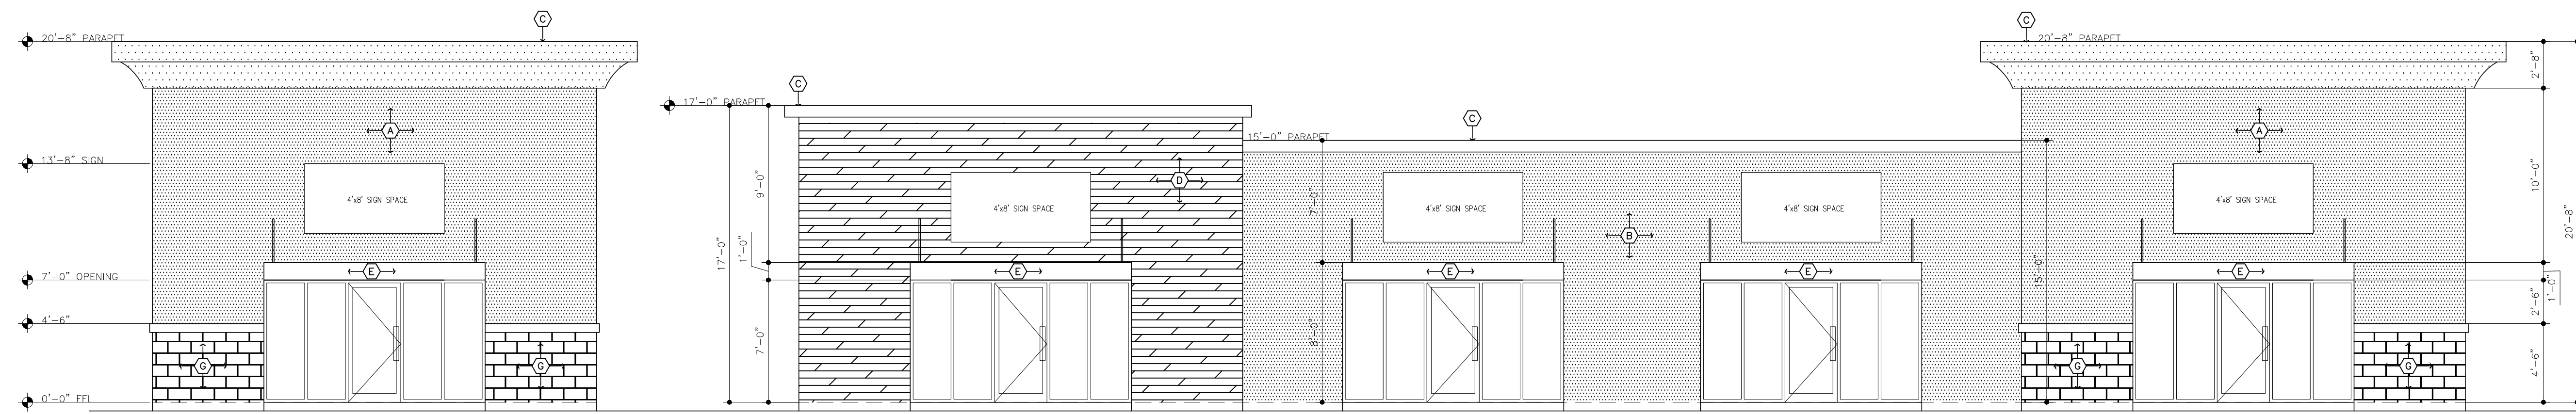 C
20'-8" PARAPET
A
13'-8" SIGN
4'x8' SIGN SPACE
7'-0" OPENING
E
4'-6"
G
G
0'-0" FFL
C
17'-0" PARAPET
9'-0"
D
4'x8' SIGN SPACE
17'-0"
1'-0"
E
7'-0"
C
15'-0" PARAPET
7'-0"
4'x8' SIGN SPACE
B
4'x8' SIGN SPACE
E
E
8'-0"
15'-0"
C
20'-8" PARAPET
2'-8"
A
10'-0"
4'x8' SIGN SPACE
20'-8"
E
1'-0"
2'-6"
G
G
4'-6"